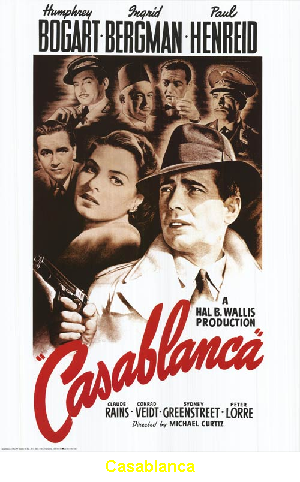 Humphrey Ingrid Paul
BOGART · BERGMAN · HENREID
A
HAL B. WALLIS
PRODUCTION
"Casablanca"
CLAUDE CONRAD SYDNEY PETER
RAINS · VEIDT · GREENSTREET · LORRE
Directed by MICHAEL CURTIZ
Casablanca